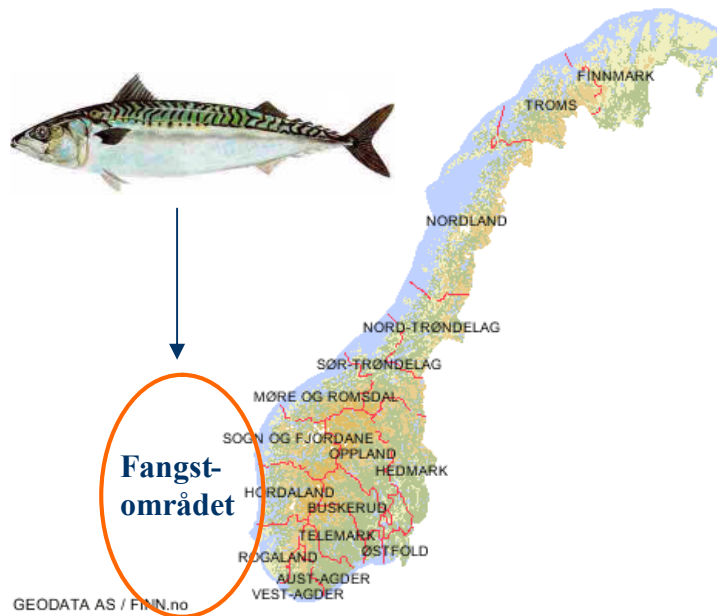 FINNMARK
TROMS
NORDLAND
NORD-TRØNDELAG
SØR-TRØNDELAG
MØRE OG ROMSDAL
SOGN OG FJORDANE
OPPLAND
HEDMARK
Fangst-
området
HORDALAND
BUSKERUD
TELEMARK
ØSTFOLD
ROGALAND
AUST-AGDER
VEST-AGDER
GEODATA AS / FINN.no